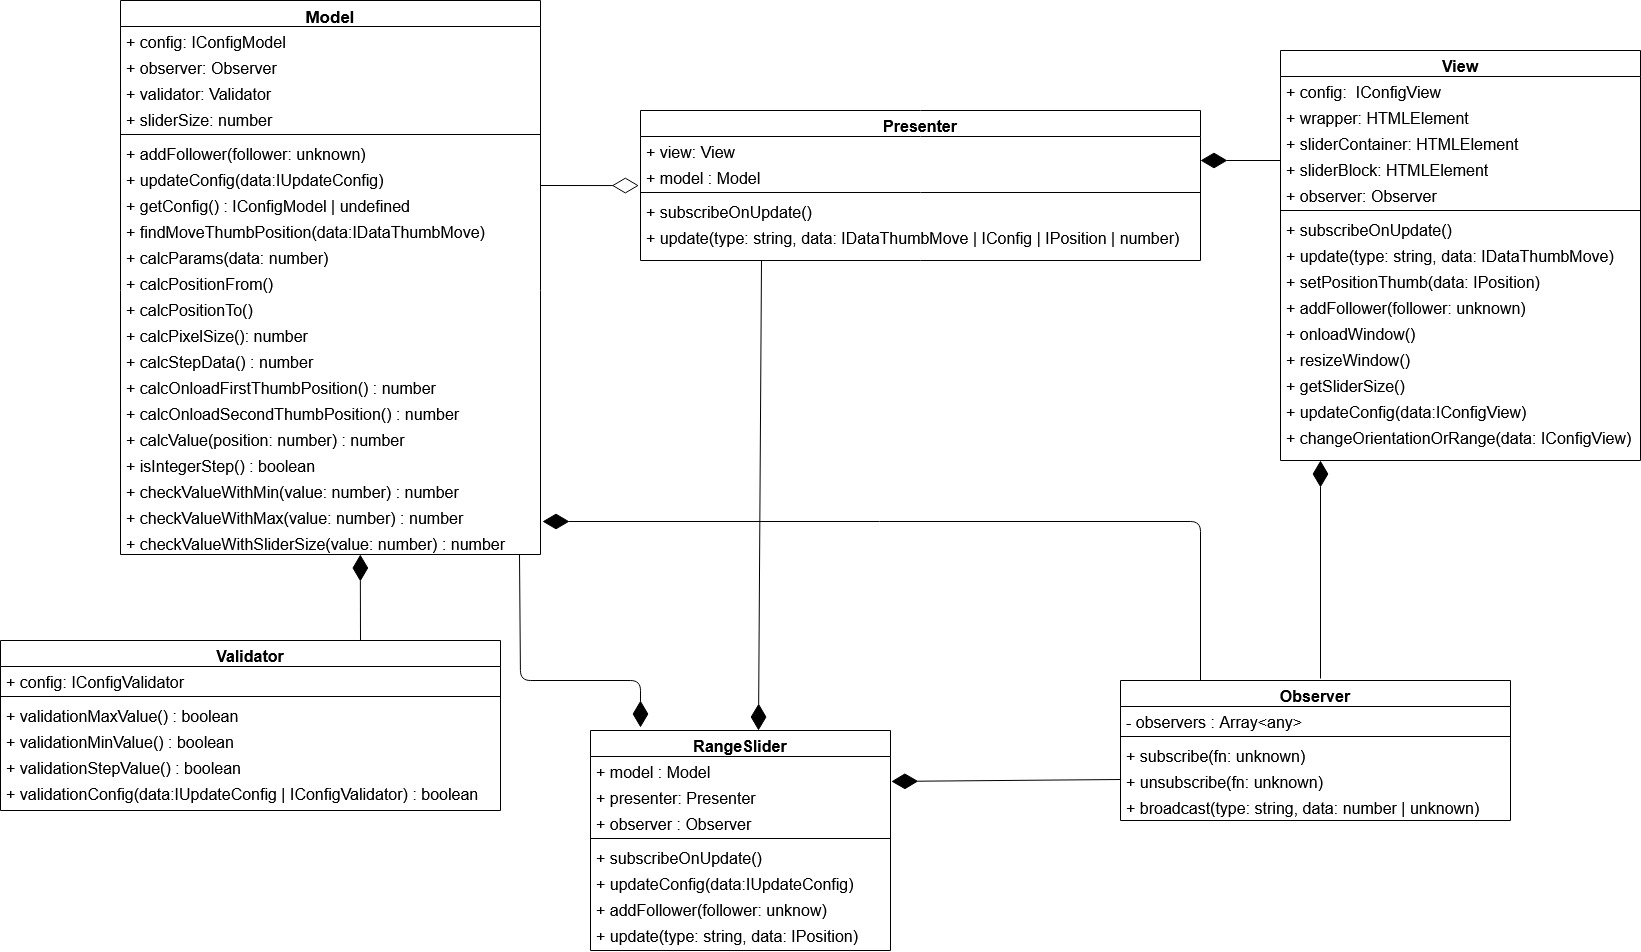 Model
+ config: IConfigModel
+ observer: Observer
+ validator: Validator
+ sliderSize: number
+ addFollower(follower: unknown)
+ updateConfig(data:IUpdateConfig)
+ getConfig() : IConfigModel | undefined
+ findMoveThumbPosition(data:IDataThumbMove)
+ calcParams(data: number)
+ calcPositionFrom()
+ calcPositionTo()
+ calcPixelSize(): number
+ calcStepData() : number
+ calcOnloadFirstThumbPosition() : number
+ calcOnloadSecondThumbPosition() : number
+ calcValue(position: number) : number
+ isIntegerStep() : boolean
+ checkValueWithMin(value: number) : number
+ checkValueWithMax(value: number) : number
+ checkValueWithSliderSize(value: number) : number
Presenter
+ view: View
+ model : Model
+ subscribeOnUpdate()
+ update(type: string, data: IDataThumbMove | IConfig | IPosition | number)
View
+ config:  IConfigView
+ wrapper: HTMLElement
+ sliderContainer: HTMLElement
+ sliderBlock: HTMLElement
+ observer: Observer
+ subscribeOnUpdate()
+ update(type: string, data: IDataThumbMove)
+ setPositionThumb(data: IPosition)
+ addFollower(follower: unknown)
+ onloadWindow()
+ resizeWindow()
+ getSliderSize()
+ updateConfig(data:IConfigView)
+ changeOrientationOrRange(data: IConfigView)
Validator
+ config: IConfigValidator
+ validationMaxValue() : boolean
+ validationMinValue() : boolean
+ validationStepValue() : boolean
+ validationConfig(data:IUpdateConfig | IConfigValidator) : boolean
RangeSlider
+ model : Model
+ presenter: Presenter
+ observer : Observer
+ subscribeOnUpdate()
+ updateConfig(data:IUpdateConfig)
+ addFollower(follower: unknow)
+ update(type: string, data: IPosition)
Observer
- observers : Array<any>
+ subscribe(fn: unknown)
+ unsubscribe(fn: unknown)
+ broadcast(type: string, data: number | unknown)